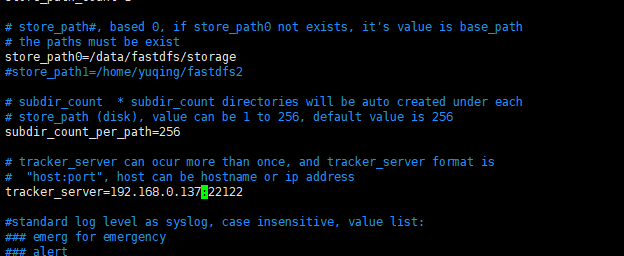 # store_path#, based 0, if store_path0 not exists, it's value is base_path
# the paths must be exist
store_path0=/data/fastdfs/storage
#store_path1=/home/yuqing/fastdfs2
# subdir_count  * subdir_count directories will be auto created under each
# store_path (disk), value can be 1 to 256, default value is 256
subdir_count_per_path=256
# tracker_server can ocur more than once, and tracker_server format is
#  "host:port", host can be hostname or ip address
tracker_server=192.168.0.137:22122
#standard log level as syslog, case insensitive, value list:
### emerg for emergency
### alert